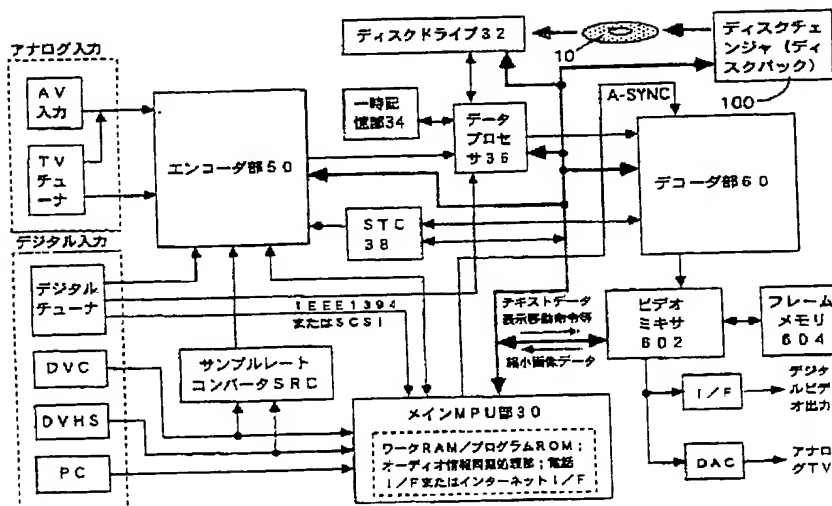 アナログ入力
AV
入力
TV
チュ
ーナ
デジタル入力
デジタル
チューナ
DVC
DVHS
PC
エンコーダ部50
サンプルレート
コンバータSRC
IEEE1394
またはSCSI
ディスクドライブ32
一時記
憶部34
データ
プロセ
サ36
STC
38
10
ディスクチェ
ンジャ(ディ
スクパック)
100
A-SYNC
デコーダ部60
テキストデータ
表示移動命令等
縮小画像データ
ビデオ
ミキサ
602
フレーム
メモリ
604
I/F
デジタ
ルビデ
オ出力
DAC
アナロ
グTV
メインMPU部30
ワークRAM/プログラムROM;
オーディオ情報同期処理部;電話
I/FまたはインターネットI/F